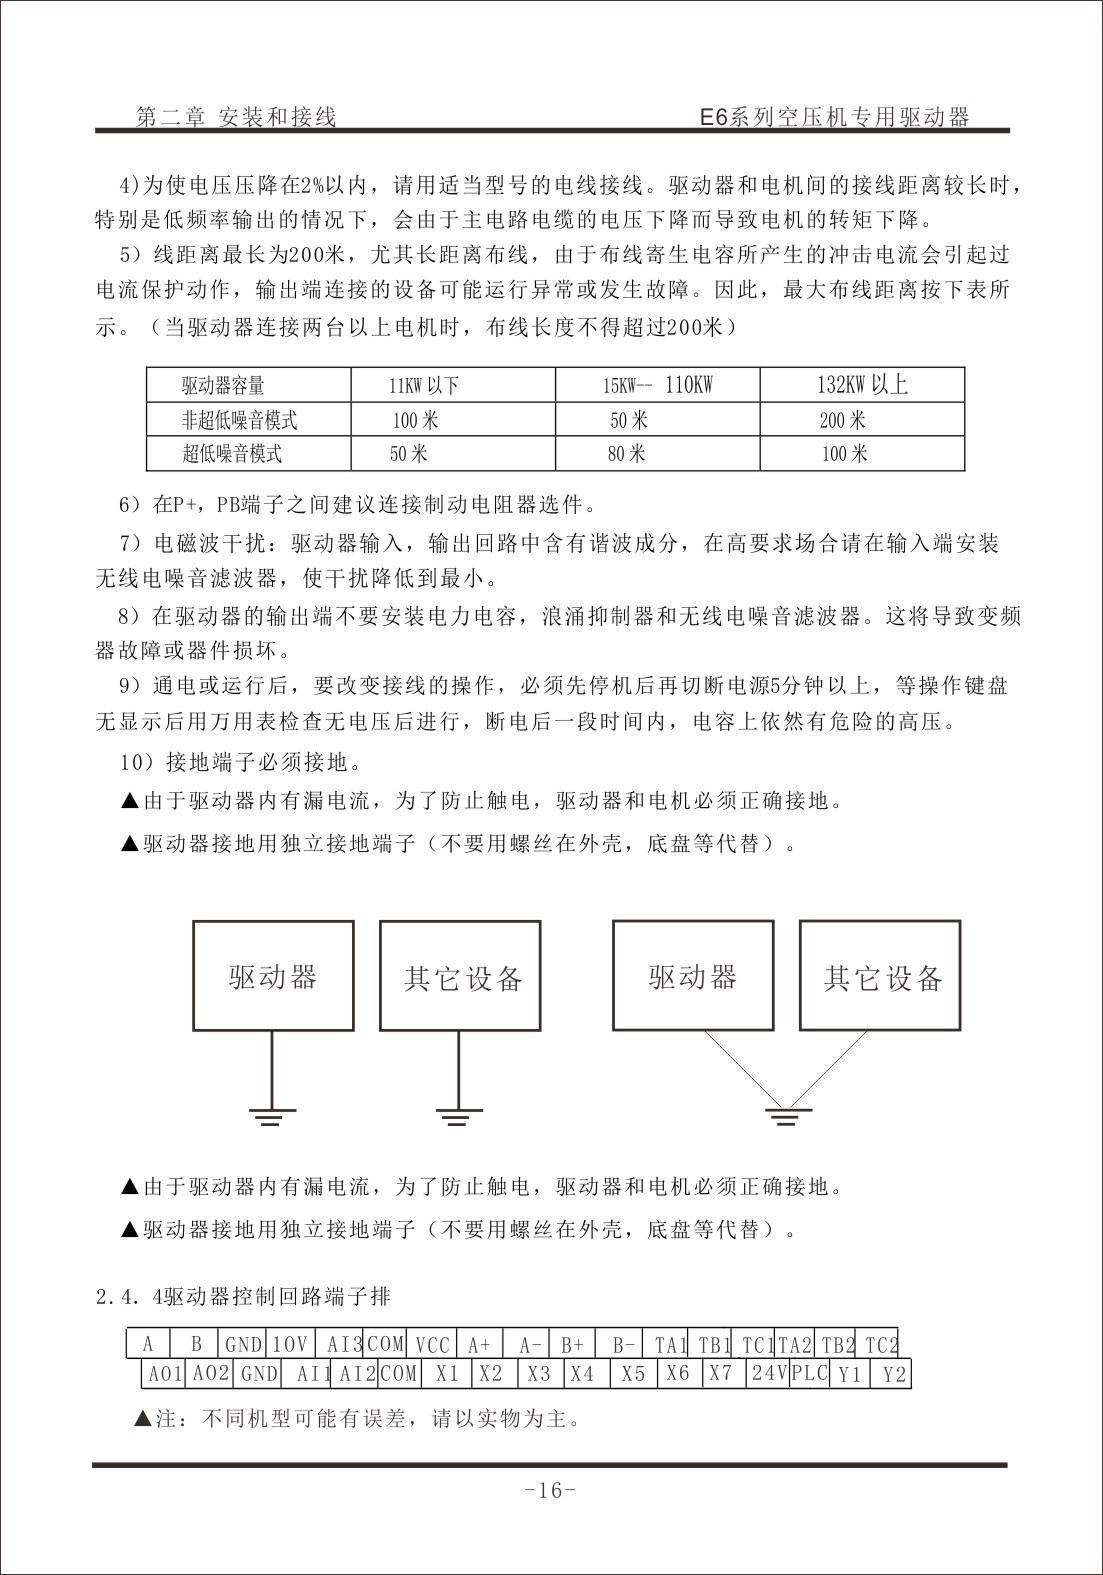 第二章 安装和接线 E6系列空压机专用驱动器
4)为使电压压降在2%以内，请用适当型号的电线接线。驱动器和电机间的接线距离较长时，
特别是低频率输出的情况下，会由于主电路电缆的电压下降而导致电机的转矩下降。
5）线距离最长为200米，尤其长距离布线，由于布线寄生电容所产生的冲击电流会引起过
电流保护动作，输出端连接的设备可能运行异常或发生故障。因此，最大布线距离按下表所
示。（当驱动器连接两台以上电机时，布线长度不得超过200米）
驱动器容量 11KW 以下 15KW-- 110KW 132KW 以上
非超低噪音模式 100 米 50 米 200 米
超低噪音模式 50 米 80 米 100 米
6）在P+，PB端子之间建议连接制动电阻器选件。
7）电磁波干扰：驱动器输入，输出回路中含有谐波成分，在高要求场合请在输入端安装
无线电噪音滤波器，使干扰降低到最小。
8）在驱动器的输出端不要安装电力电容，浪涌抑制器和无线电噪音滤波器。这将导致变频
器故障或器件损坏。
9）通电或运行后，要改变接线的操作，必须先停机后再切断电源5分钟以上，等操作键盘
无显示后用万用表检查无电压后进行，断电后一段时间内，电容上依然有危险的高压。
10）接地端子必须接地。
▲由于驱动器内有漏电流，为了防止触电，驱动器和电机必须正确接地。
▲驱动器接地用独立接地端子（不要用螺丝在外壳，底盘等代替）。
驱动器 其它设备 驱动器 其它设备
▲由于驱动器内有漏电流，为了防止触电，驱动器和电机必须正确接地。
▲驱动器接地用独立接地端子（不要用螺丝在外壳，底盘等代替）。
2.4. 4驱动器控制回路端子排
A B GND 10V AI3 COM VCC A+ A- B+ B- TA1 TB1 TC1 TA2 TB2 TC2
AO1 AO2 GND AI1 AI2 COM X1 X2 X3 X4 X5 X6 X7 24V PLC Y1 Y2
▲注：不同机型可能有误差，请以实物为主。
-16-